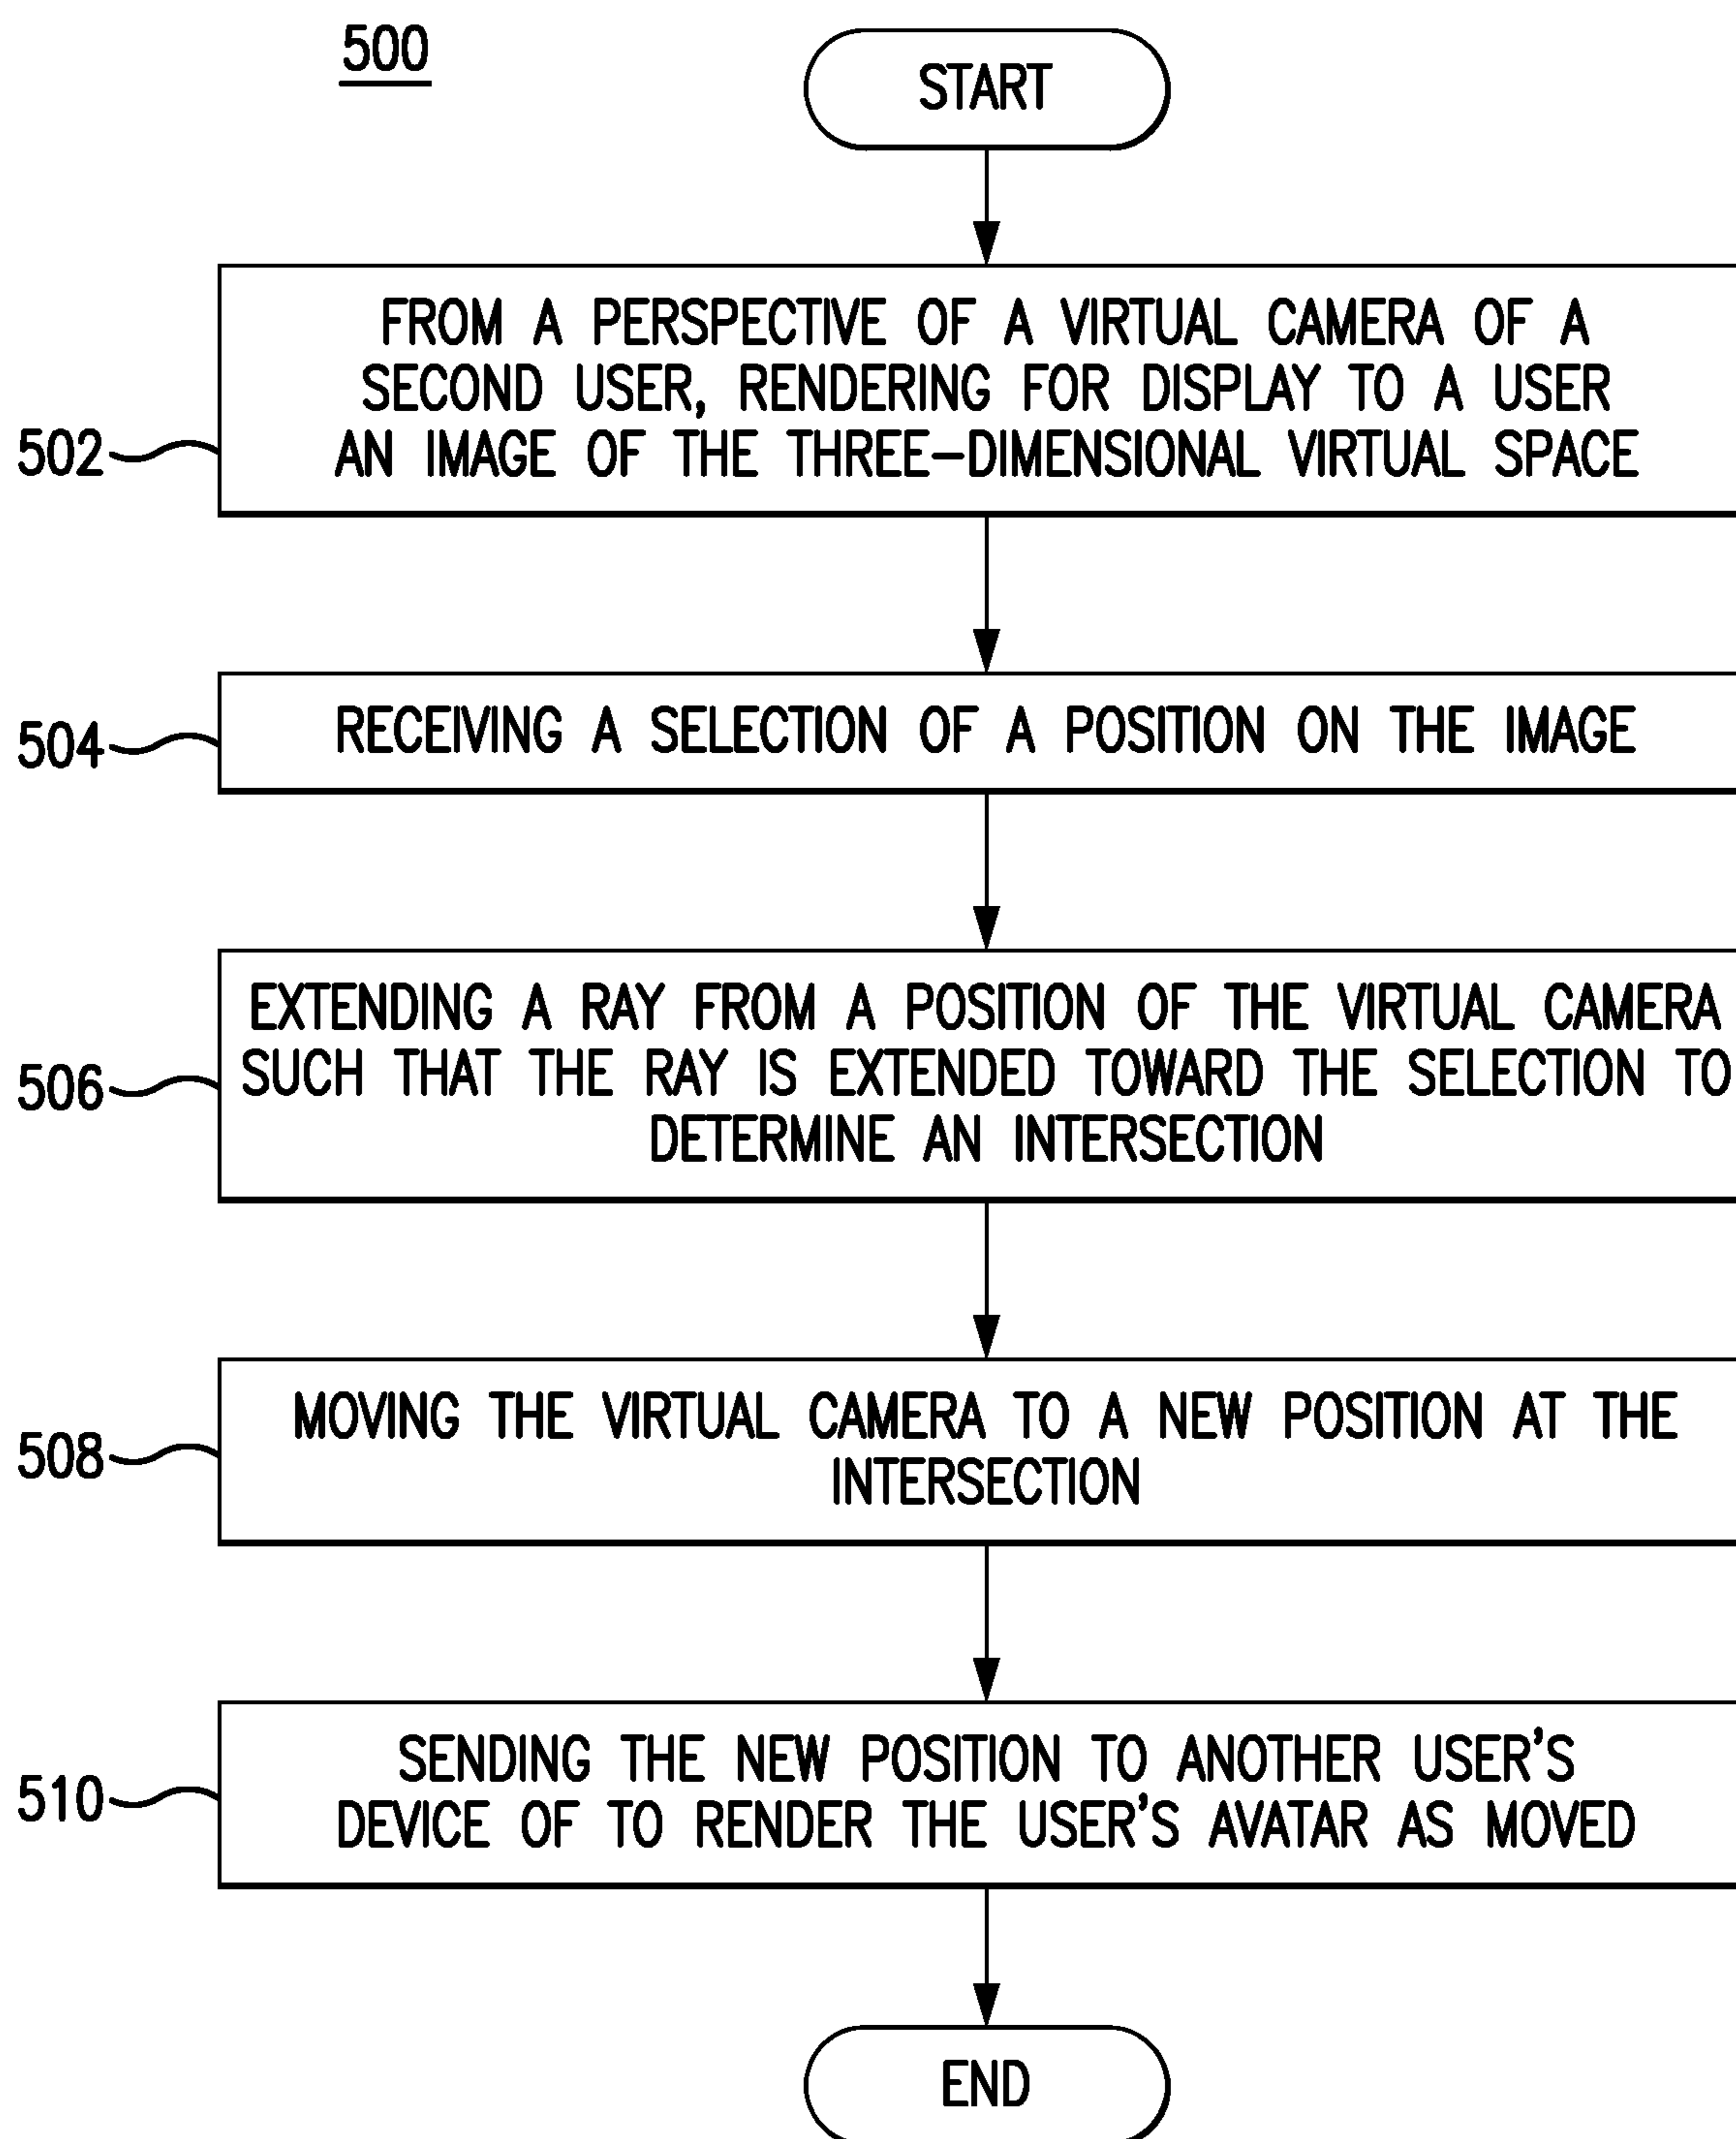 500
START
FROM A PERSPECTIVE OF A VIRTUAL CAMERA OF A
SECOND USER, RENDERING FOR DISPLAY TO A USER
AN IMAGE OF THE THREE-DIMENSIONAL VIRTUAL SPACE
502
RECEIVING A SELECTION OF A POSITION ON THE IMAGE
504
EXTENDING A RAY FROM A POSITION OF THE VIRTUAL CAMERA
SUCH THAT THE RAY IS EXTENDED TOWARD THE SELECTION TO
DETERMINE AN INTERSECTION
506
MOVING THE VIRTUAL CAMERA TO A NEW POSITION AT THE
INTERSECTION
508
SENDING THE NEW POSITION TO ANOTHER USER'S
DEVICE OF TO RENDER THE USER'S AVATAR AS MOVED
510
END